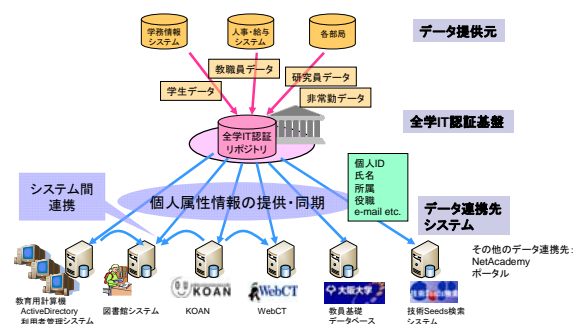 学務情報
システム
人事・給与
システム
各部局
データ提供元
教職員データ
研究員データ
学生データ
非常勤データ
全学IT認証基盤
全学IT認証
リポジトリ
個人ID
氏名
所属
役職
e-mail etc.
システム間
連携
個人属性情報の提供・同期
データ連携先
システム
その他のデータ連携先:
NetAcademy
ポータル
KOAN
WebCT
大阪大学
技術Seeds検索
教育用計算機
ActiveDirectory
利用者管理システム
図書館システム
KOAN
WebCT
教員基礎
データベース
技術Seeds検索
システム